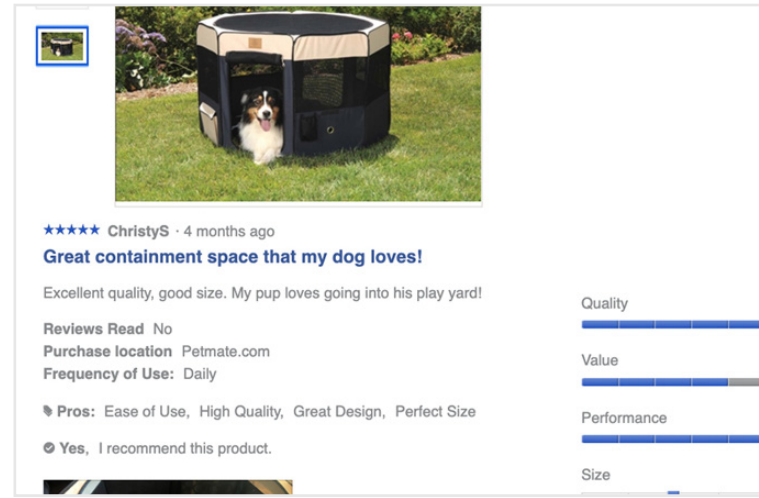 ★★★★★ ChristyS · 4 months ago
Great containment space that my dog loves!
Excellent quality, good size. My pup loves going into his play yard!
Reviews Read No
Purchase location Petmate.com
Frequency of Use: Daily
Pros: Ease of Use, High Quality, Great Design, Perfect Size
Yes, I recommend this product.
Quality
Value
Performance
Size